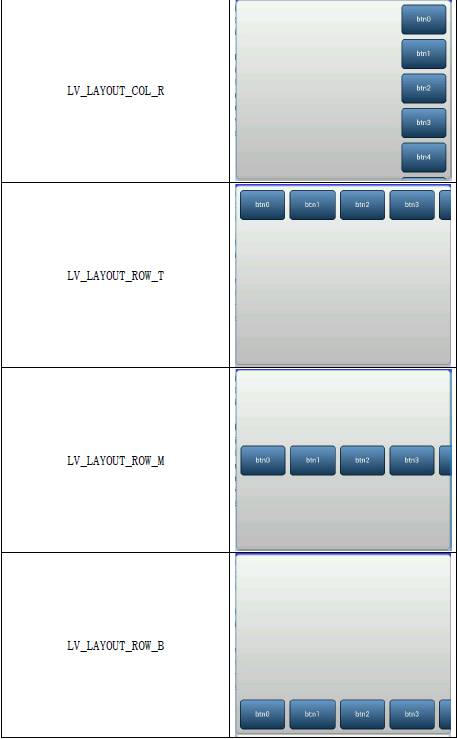 LV_LAYOUT_COL_R
btn0
btn1
btn2
btn3
btn4
LV_LAYOUT_ROW_T
btn0 btn1 btn2 btn3
LV_LAYOUT_ROW_M
btn0 btn1 btn2 btn3
LV_LAYOUT_ROW_B
btn0 btn1 btn2 btn3